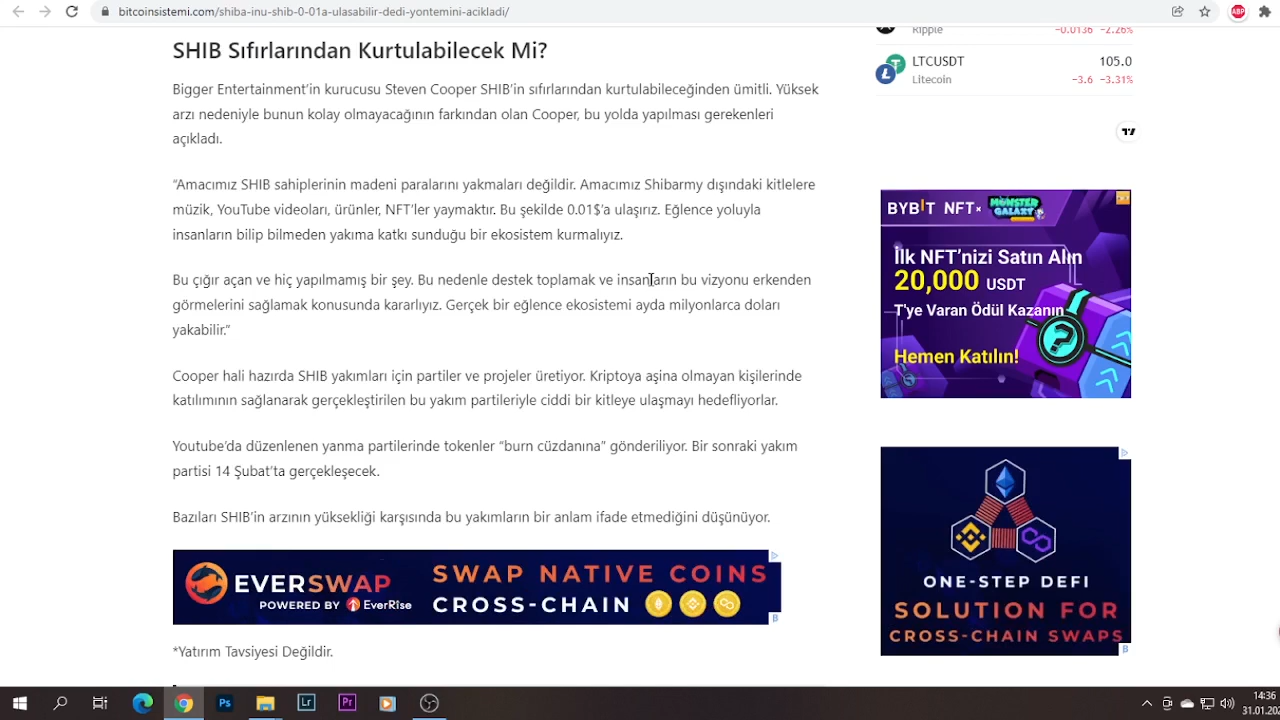 bitcoinsistemi.com/shiba-inu-shib-0-01a-ulasabilir-dedi-yontemini-acikladi/
ABP
SHIB Sıfırlarından Kurtulabilecek Mi?
Bigger Entertainment’in kurucusu Steven Cooper SHIB’in sıfırlarından kurtulabileceğinden ümitli. Yüksek
arzı nedeniyle bunun kolay olmayacağının farkından olan Cooper, bu yolda yapılması gerekenleri
açıkladı.
“Amacımız SHIB sahiplerinin madeni paralarını yakmaları değildir. Amacımız Shibarmy dışındaki kitlelere
müzik, YouTube videoları, ürünler, NFT’ler yaymaktır. Bu şekilde 0.01$’a ulaşırız. Eğlence yoluyla
insanların bilip bilmeden yakıma katkı sunduğu bir ekosistem kurmalıyız.
Bu çığır açan ve hiç yapılmamış bir şey. Bu nedenle destek toplamak ve insanların bu vizyonu erkenden
görmelerini sağlamak konusunda kararlıyız. Gerçek bir eğlence ekosistemi ayda milyonlarca doları
yakabilir.”
Cooper hali hazırda SHIB yakımları için partiler ve projeler üretiyor. Kriptoya aşina olmayan kişilerinde
katılımının sağlanarak gerçekleştirilen bu yakım partileriyle ciddi bir kitleye ulaşmayı hedefliyorlar.
Youtube’da düzenlenen yanma partilerinde tokenler “burn cüzdanına” gönderiliyor. Bir sonraki yakım
partisi 14 Şubat’ta gerçekleşecek.
Bazıları SHIB’in arzının yüksekliği karşısında bu yakımların bir anlam ifade etmediğini düşünüyor.
EVERSWAP
POWERED BY EverRise
SWAP NATIVE COINS
CROSS-CHAIN
*Yatırım Tavsiyesi Değildir.
Ripple
−0.0136 −2.26%
LTCUSDT 105.0
Litecoin −3.6 −3.31%
BYBIT NFT × MONSTER GALAXY
İlk NFT’nizi Satın Alın
20,000 USDT
T'ye Varan Ödül Kazanın
Hemen Katılın!
ONE-STEP DEFI
SOLUTION FOR
CROSS-CHAIN SWAPS
Ps
Lr
Pr
14:36
31.01.202